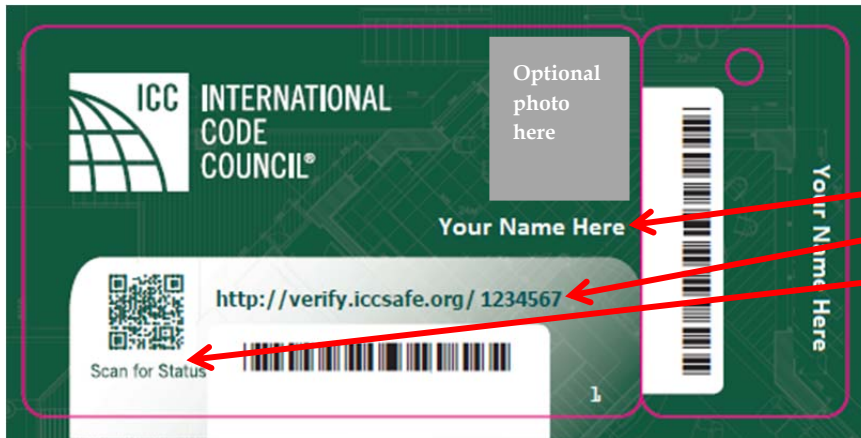 ICC
INTERNATIONAL
CODE
COUNCIL®
Optional
photo
here
Your Name Here
http://verify.iccsafe.org/ 1234567
Scan for Status
1
Your Name Here